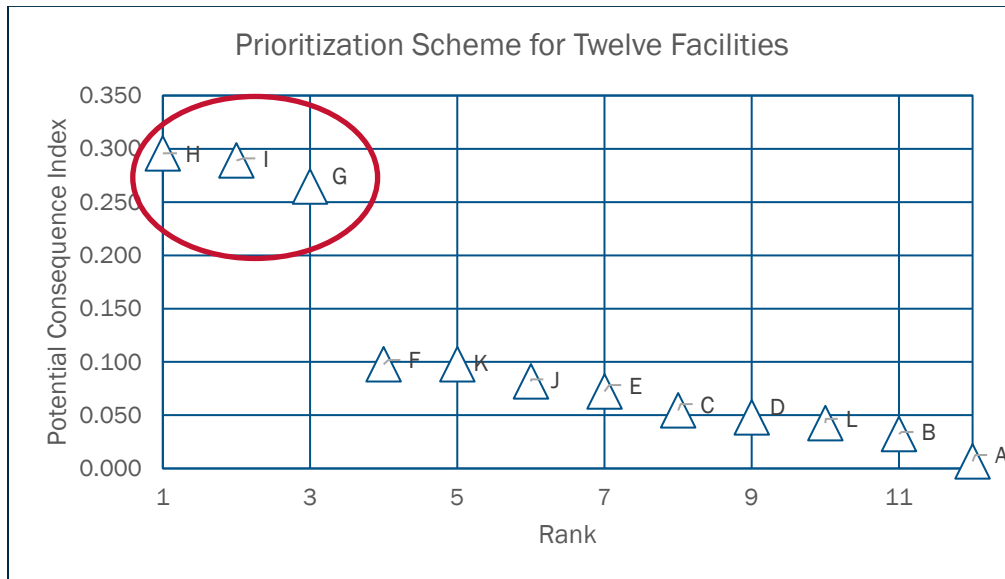 Prioritization Scheme for Twelve Facilities
Potential Consequence Index
0.350
0.300
0.250
0.200
0.150
0.100
0.050
0.000
H
I
G
F
K
J
E
C
D
L
B
A
1 3 5 7 9 11
Rank